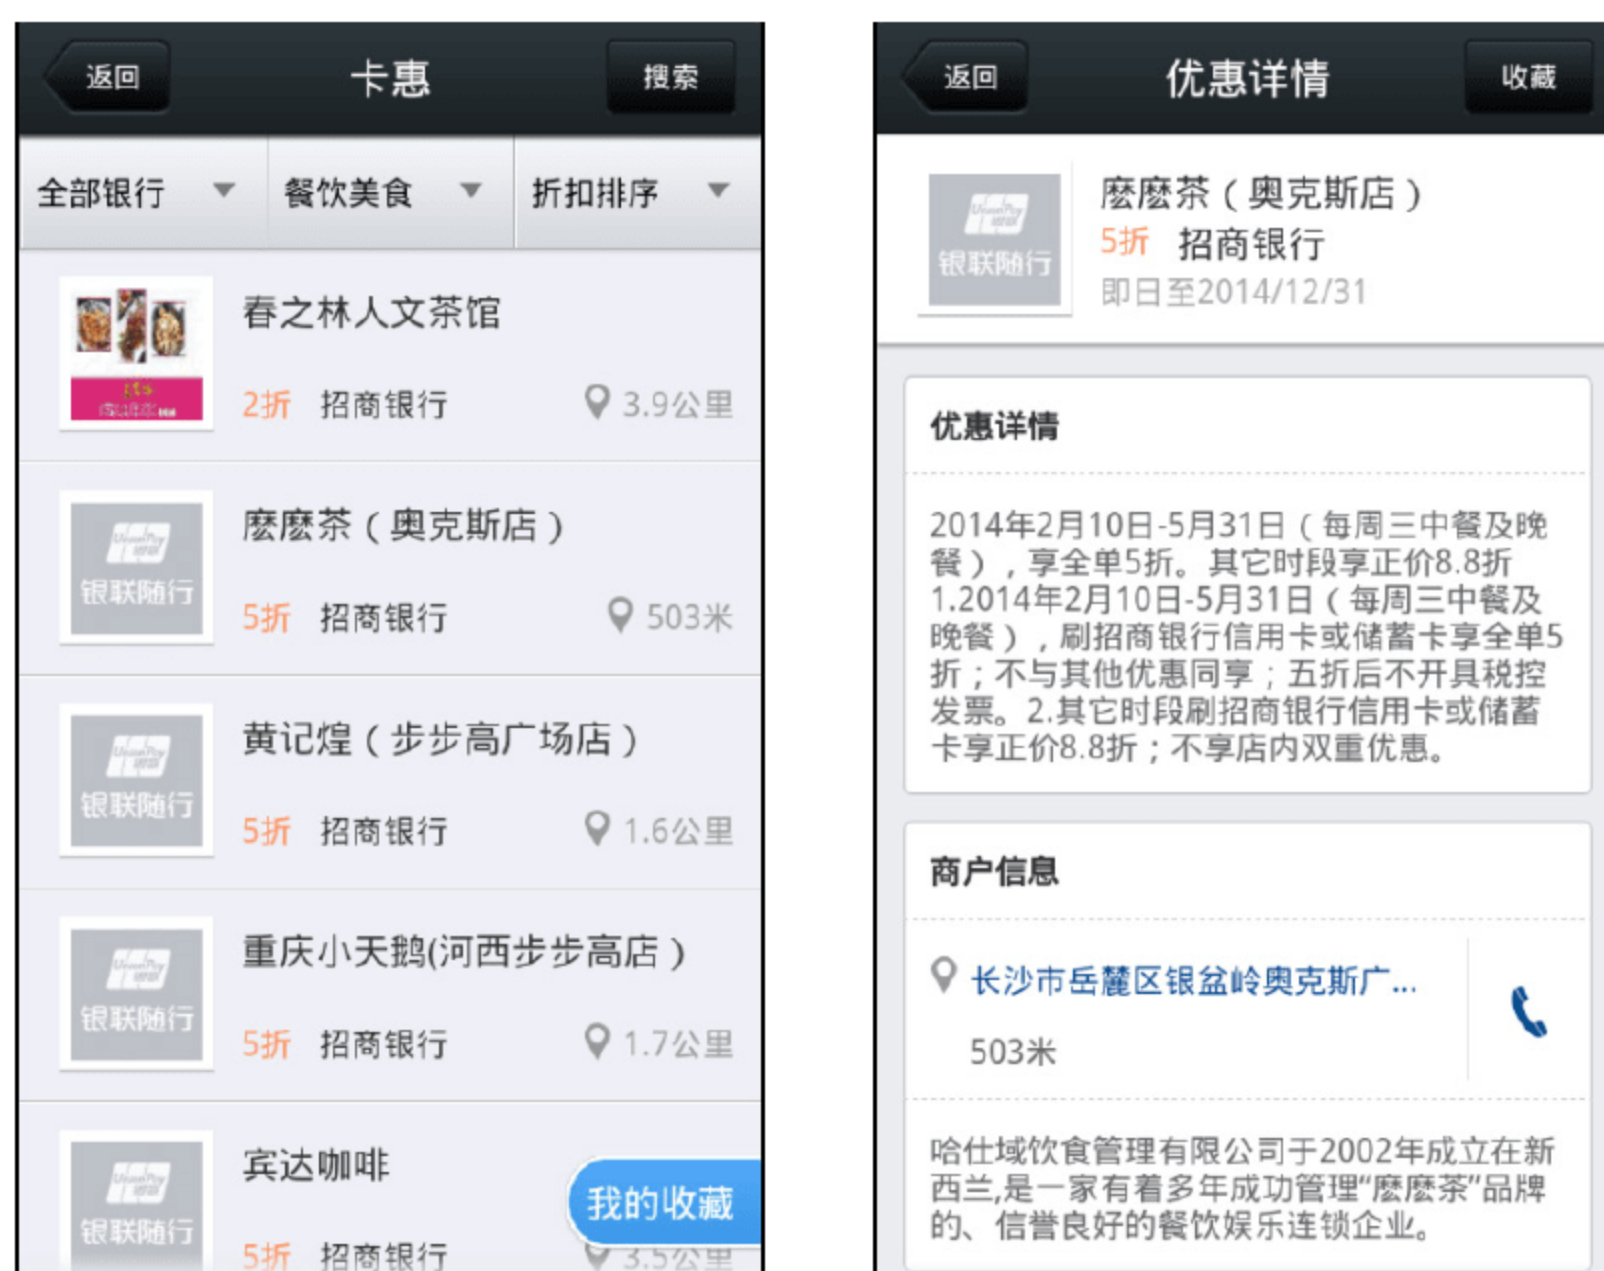 返回
卡惠
搜索
全部银行
餐饮美食
折扣排序
春之林人文茶馆
2折 招商银行
3.9公里
UnionPay
银联
银联随行
麽麽茶（奥克斯店）
5折 招商银行
503米
UnionPay
银联
银联随行
黄记煌（步步高广场店）
5折 招商银行
1.6公里
UnionPay
银联
银联随行
重庆小天鹅(河西步步高店）
5折 招商银行
1.7公里
UnionPay
银联
银联随行
宾达咖啡
5折 招商银行
3.5公里
我的收藏
返回
优惠详情
收藏
UnionPay
银联
银联随行
麽麽茶（奥克斯店）
5折 招商银行
即日至2014/12/31
优惠详情
2014年2月10日-5月31日（每周三中餐及晚
餐），享全单5折。其它时段享正价8.8折
1.2014年2月10日-5月31日（每周三中餐及
晚餐），刷招商银行信用卡或储蓄卡享全单5
折；不与其他优惠同享；五折后不开具税控
发票。2.其它时段刷招商银行信用卡或储蓄
卡享正价8.8折；不享店内双重优惠。
商户信息
长沙市岳麓区银盆岭奥克斯广...
503米
哈仕域饮食管理有限公司于2002年成立在新
西兰,是一家有着多年成功管理“麽麽茶”品牌
的、信誉良好的餐饮娱乐连锁企业。